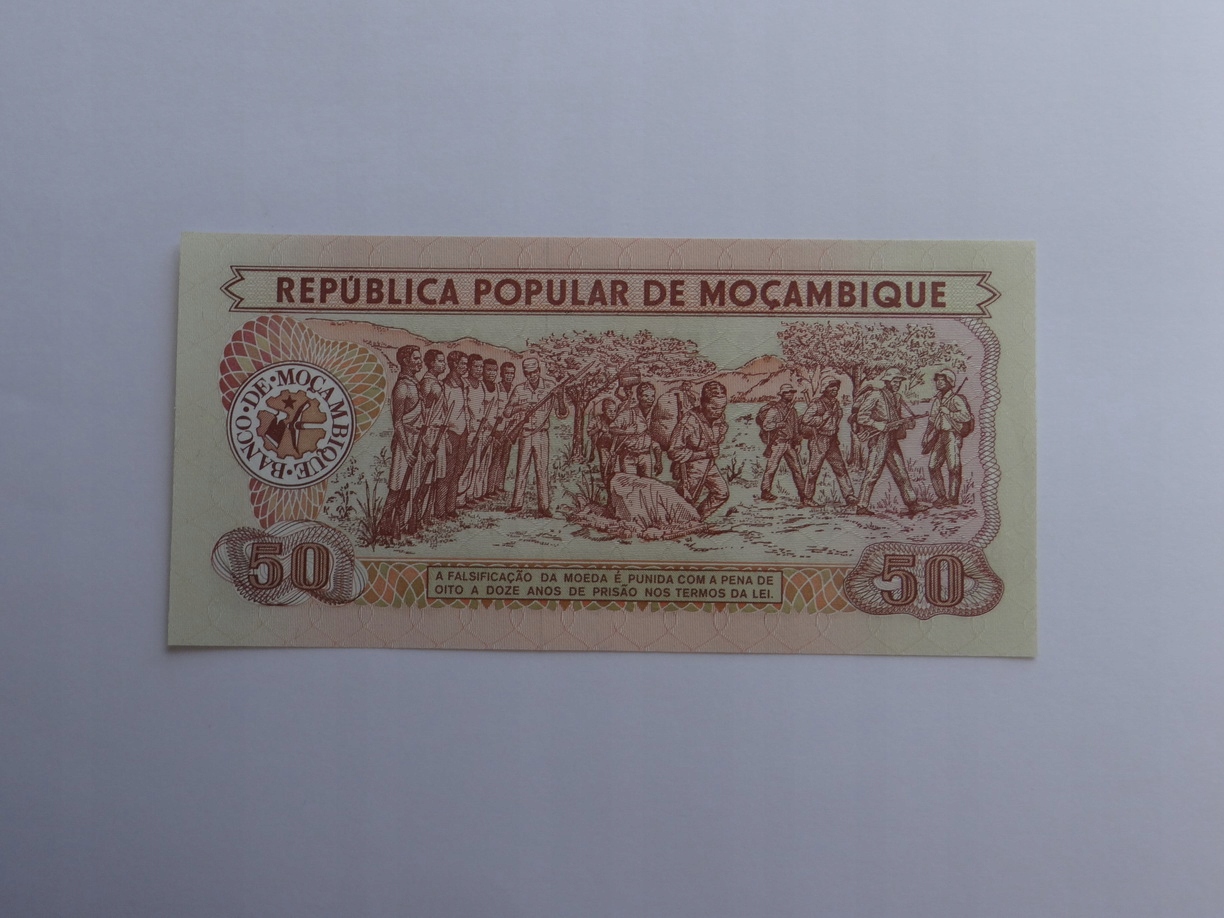 REPÚBLICA POPULAR DE MOÇAMBIQUE
BANCO·DE·MOÇAMBIQUE·
50
A FALSIFICAÇÃO DA MOEDA É PUNIDA COM A PENA DE
OITO A DOZE ANOS DE PRISÃO NOS TERMOS DA LEI.
50